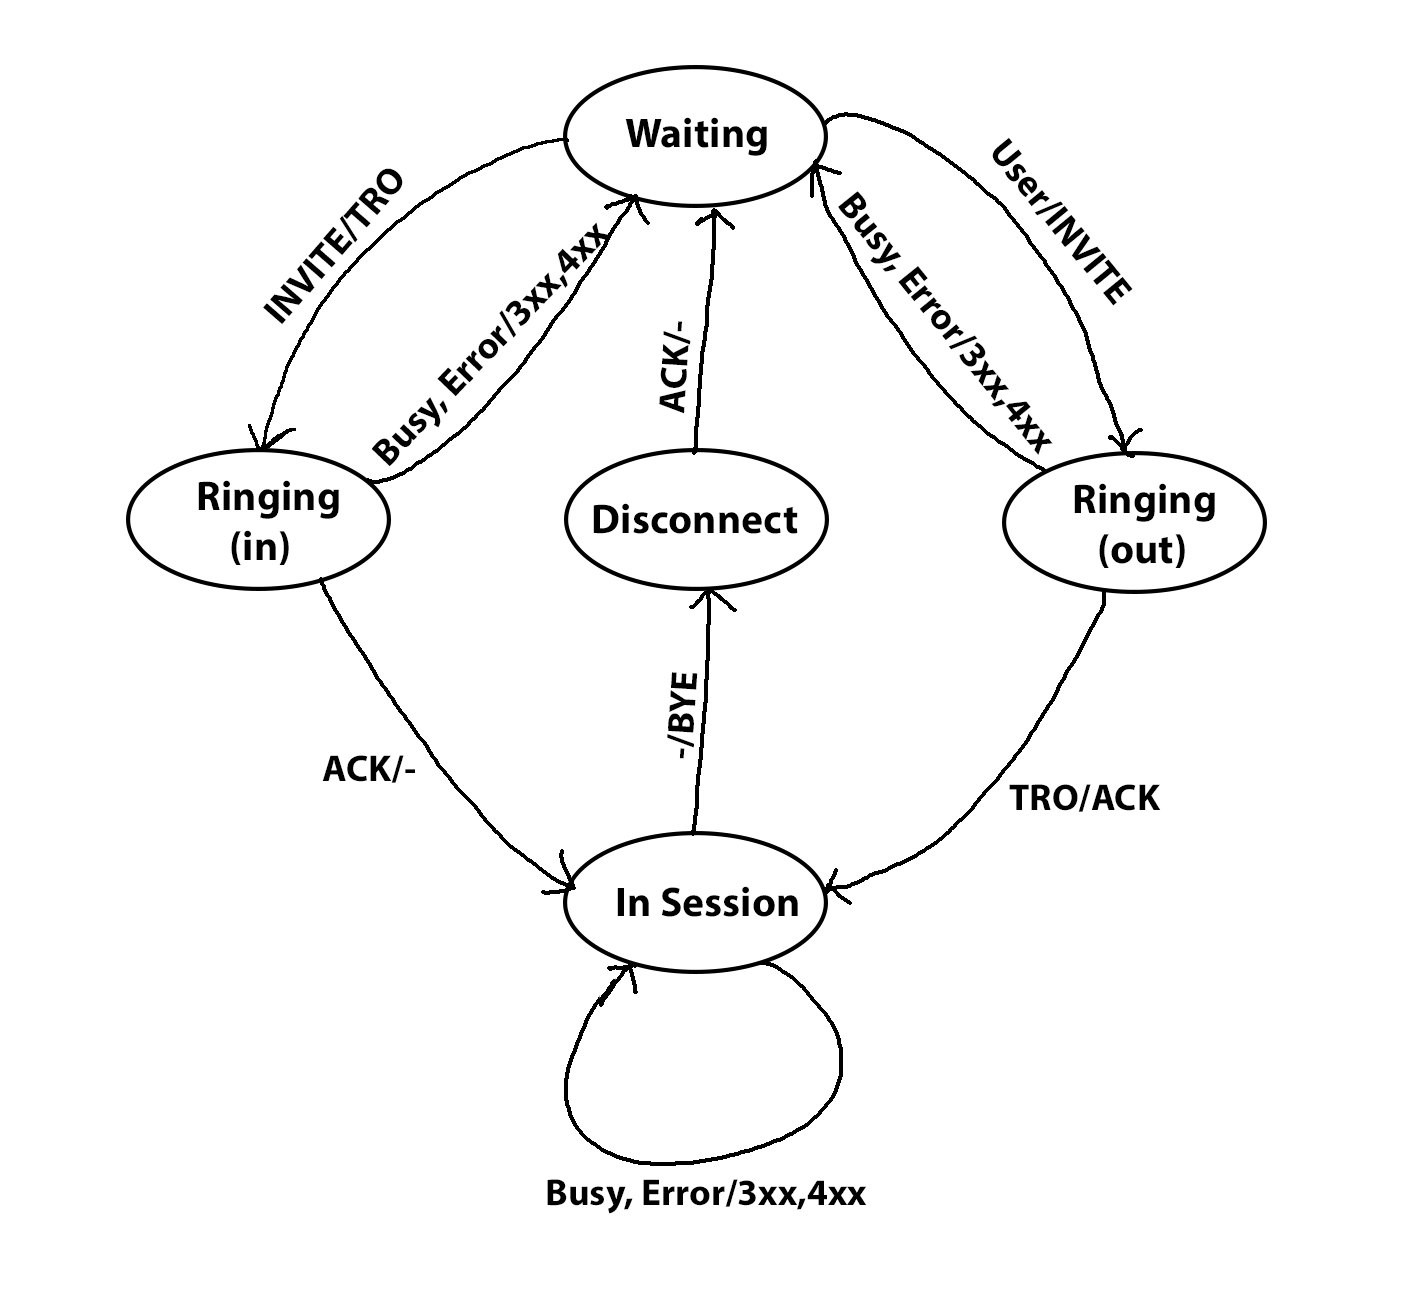 Waiting
INVITE/TRO
Busy, Error/3xx,4xx
ACK/-
Busy, Error/3xx,4xx
User/INVITE
Ringing
(in)
Disconnect
Ringing
(out)
ACK/-
-/BYE
TRO/ACK
In Session
Busy, Error/3xx,4xx